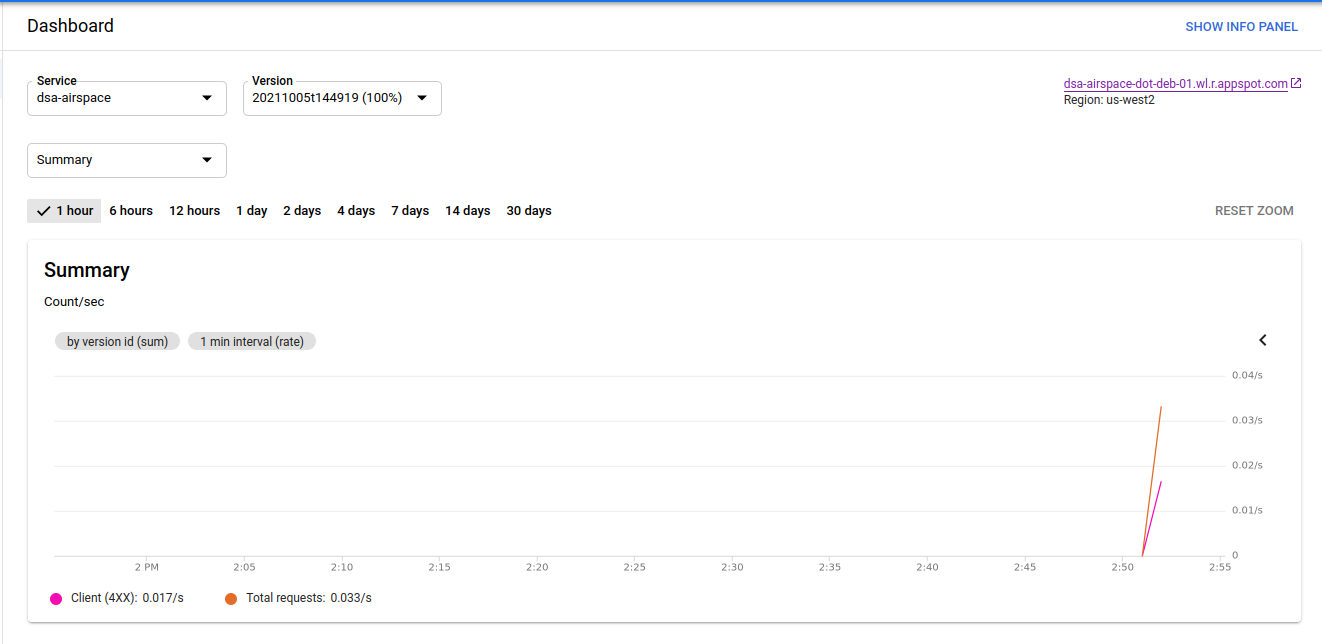 Dashboard
SHOW INFO PANEL
Service
dsa-airspace
Version
20211005t144919 (100%)
dsa-airspace-dot-deb-01.wl.r.appspot.com
Region: us-west2
Summary
1 hour 6 hours 12 hours 1 day 2 days 4 days 7 days 14 days 30 days
RESET ZOOM
Summary
Count/sec
by version id (sum) 1 min interval (rate)
0.04/s
0.03/s
0.02/s
0.01/s
0
2 PM 2:05 2:10 2:15 2:20 2:25 2:30 2:35 2:40 2:45 2:50 2:55
Client (4XX): 0.017/s Total requests: 0.033/s